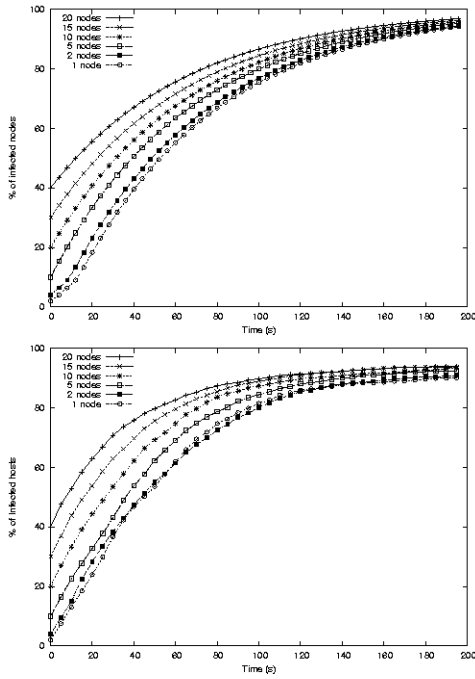 100
80
60
40
20
0
% of infected nodes
20 nodes
15 nodes
10 nodes
5 nodes
2 nodes
1 node
0 20 40 60 80 100 120 140 160 180 200
Time (s)
100
80
60
40
20
0
% of infected hosts
20 nodes
15 nodes
10 nodes
5 nodes
2 nodes
1 node
0 20 40 60 80 100 120 140 160 180 200
Time (s)